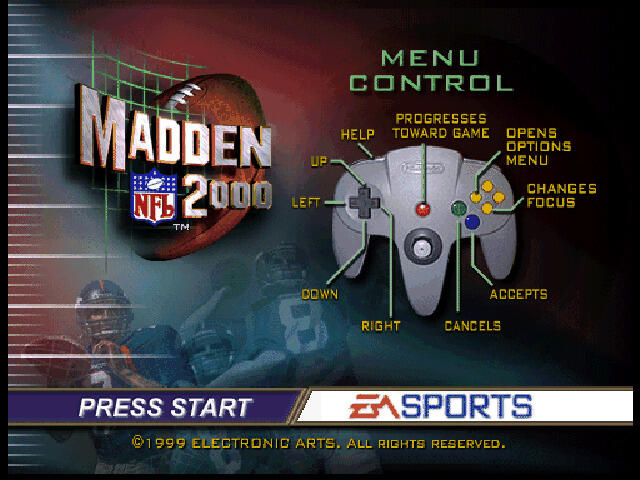 MADDEN
NFL 2000
TM
MENU
CONTROL
PROGRESSES
TOWARD GAME
HELP
OPENS
OPTIONS
MENU
UP
CHANGES
FOCUS
LEFT
DOWN
ACCEPTS
RIGHT
CANCELS
PRESS START
EA SPORTS
©1999 ELECTRONIC ARTS. ALL RIGHTS RESERVED.